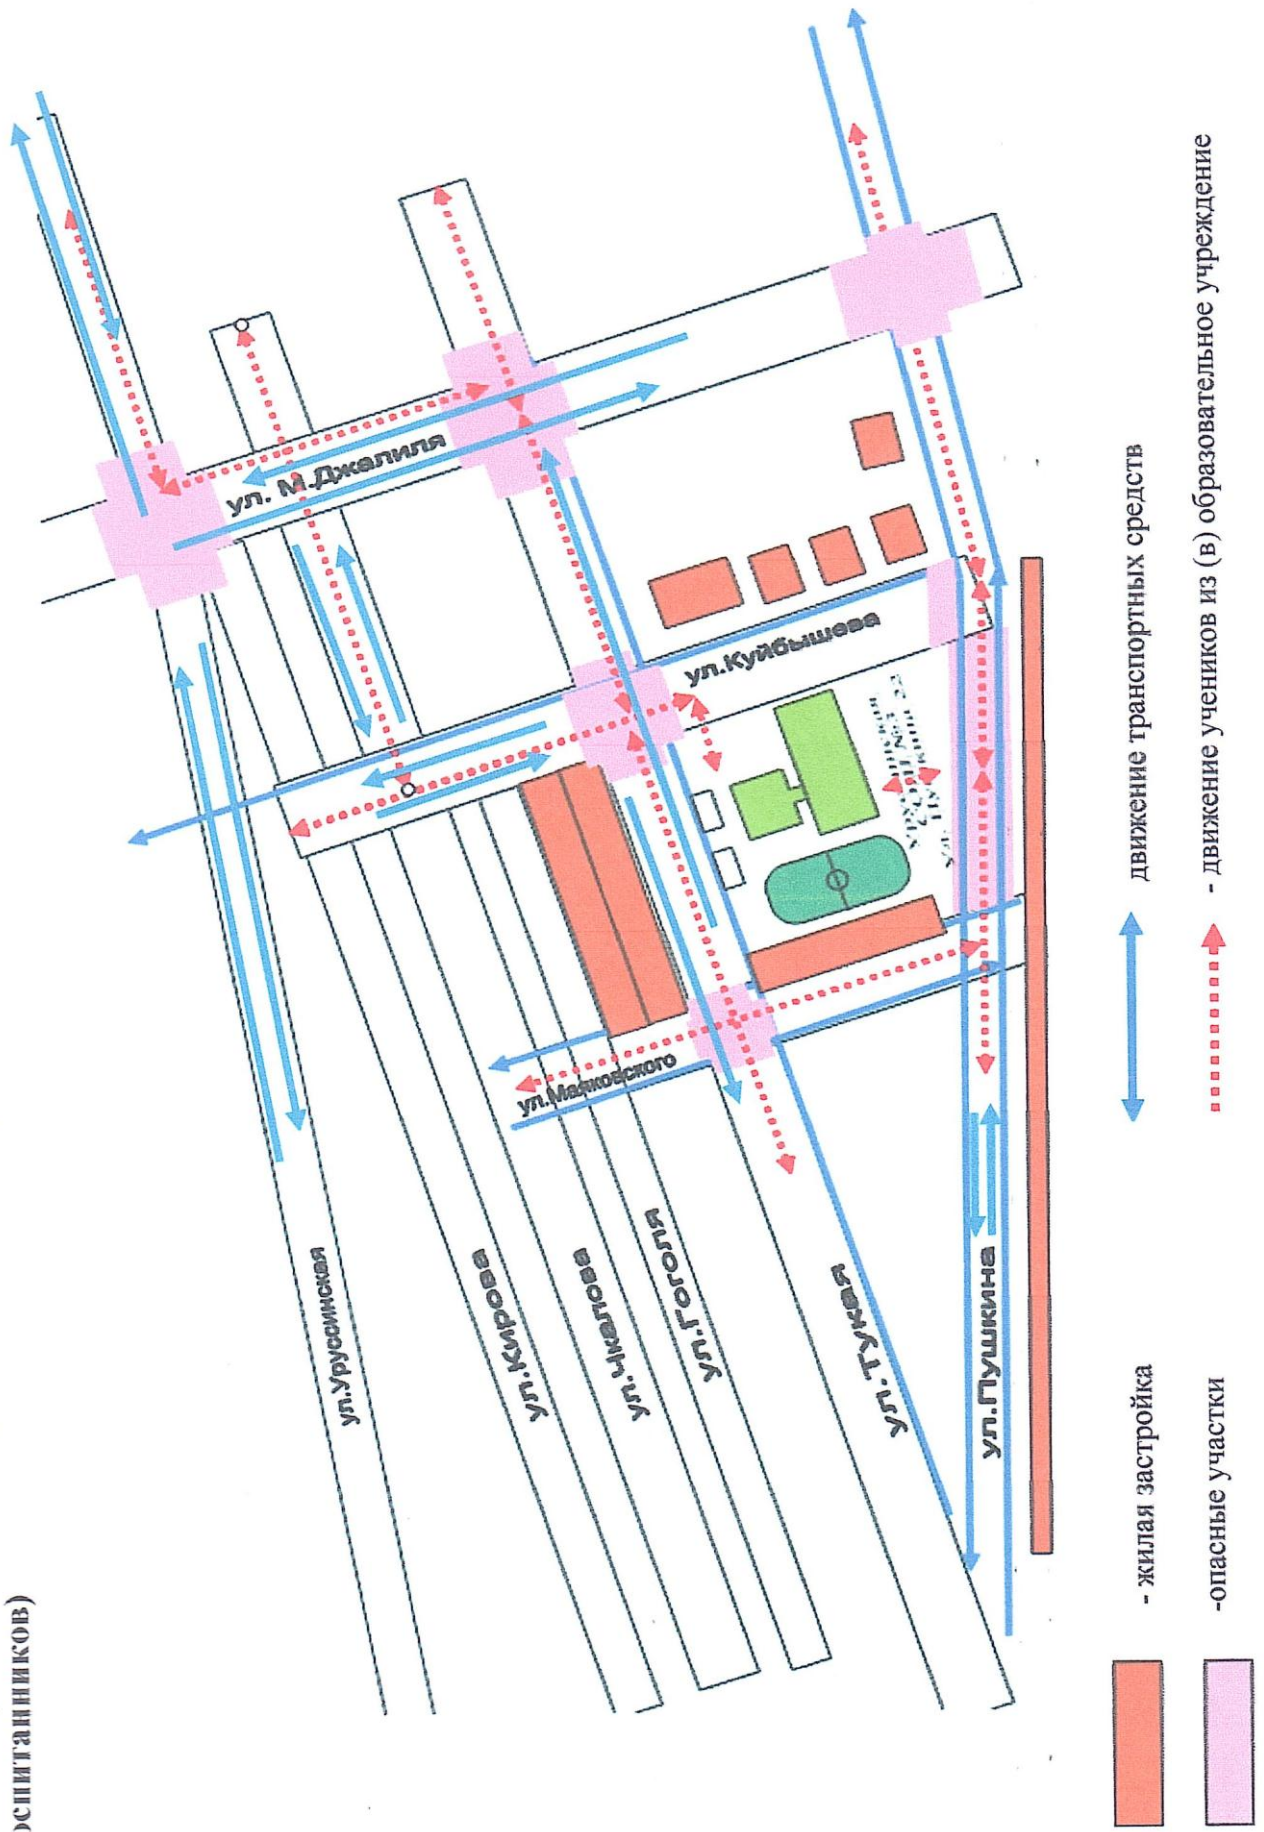 оспитанников)
ул. М.Джалиля
ул.Куйбышева
ул.Маяковского
ул.Уруссинская
ул.Кирова
ул.Чкалова
ул.Гоголя
ул.Тукая
ул.Пушкина
- жилая застройка
движение транспортных средств
-опасные участки
- движение учеников из (в) образовательное учреждение